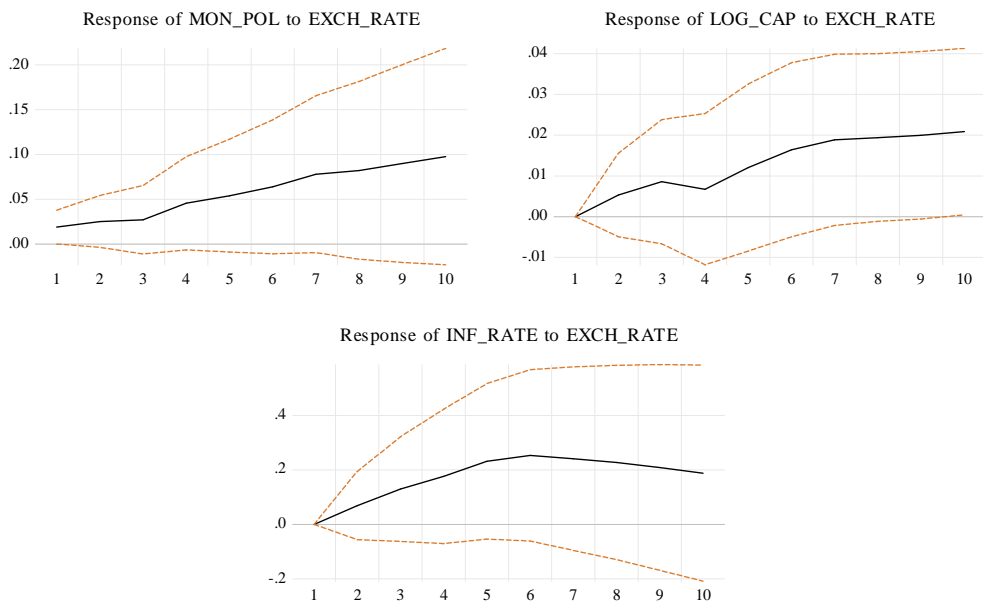 Response of MON_POL to EXCH_RATE
.20
.15
.10
.05
.00
1 2 3 4 5 6 7 8 9 10
Response of LOG_CAP to EXCH_RATE
.04
.03
.02
.01
.00
-.01
1 2 3 4 5 6 7 8 9 10
Response of INF_RATE to EXCH_RATE
.4
.2
.0
-.2
1 2 3 4 5 6 7 8 9 10